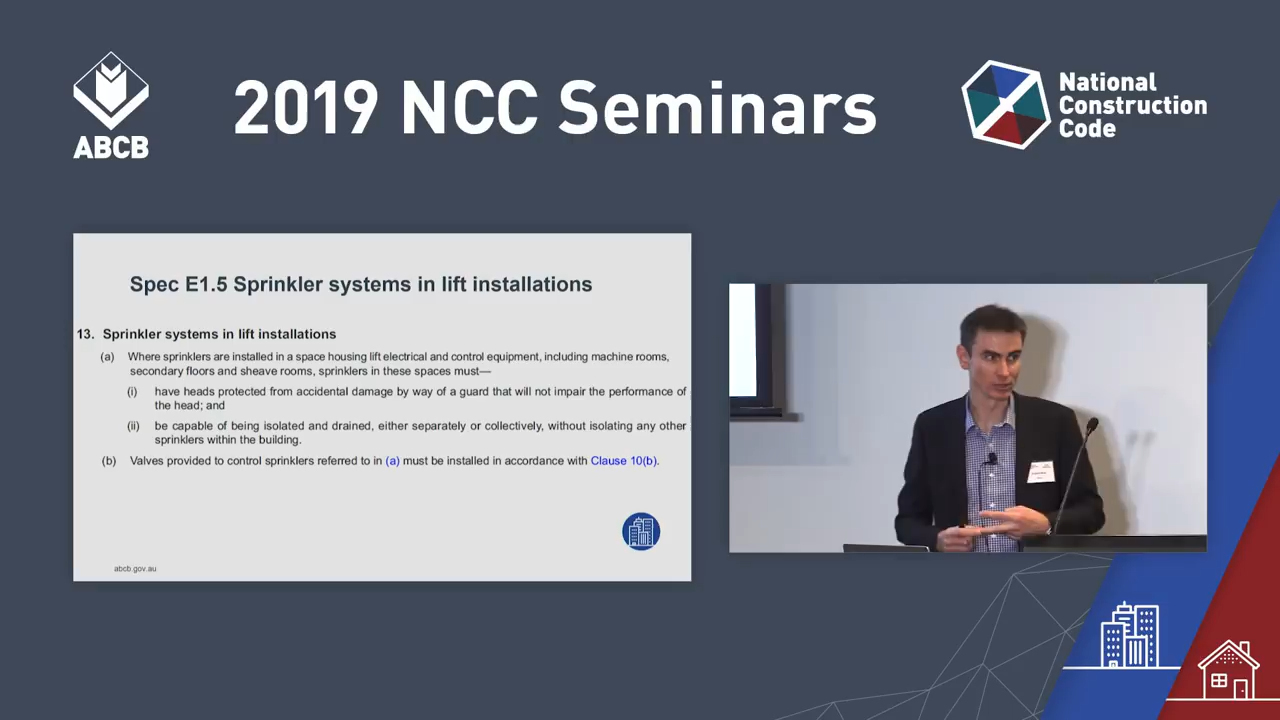 ABCB
2019 NCC Seminars
National
Construction
Code
Spec E1.5 Sprinkler systems in lift installations
13. Sprinkler systems in lift installations
(a) Where sprinklers are installed in a space housing lift electrical and control equipment, including machine rooms,
secondary floors and sheave rooms, sprinklers in these spaces must—
(i) have heads protected from accidental damage by way of a guard that will not impair the performance of
the head; and
(ii) be capable of being isolated and drained, either separately or collectively, without isolating any other
sprinklers within the building.
(b) Valves provided to control sprinklers referred to in (a) must be installed in accordance with Clause 10(b).
abcb.gov.au